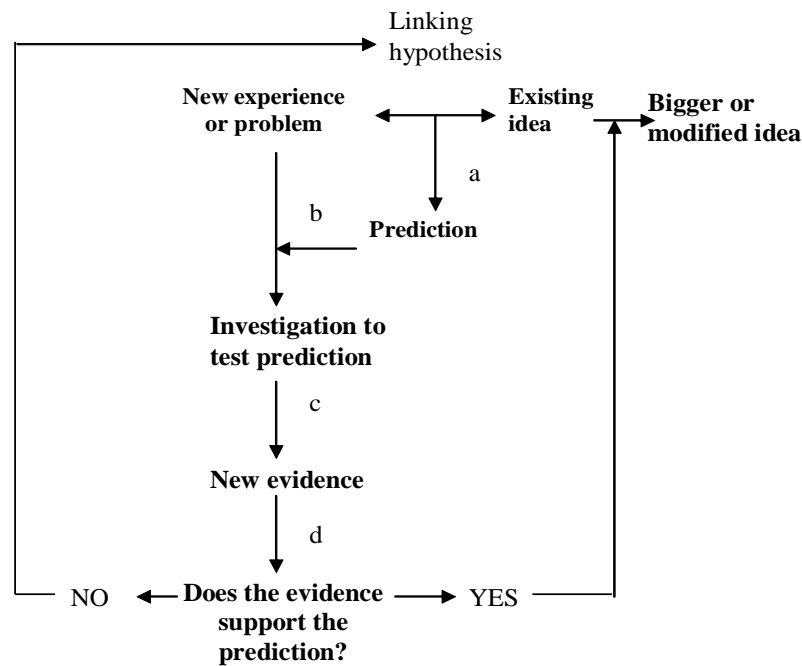 Linking
hypothesis
New experience
or problem
Existing
idea
Bigger or
modified idea
a
b
Prediction
Investigation to
test prediction
c
New evidence
d
NO
Does the evidence
support the
prediction?
YES